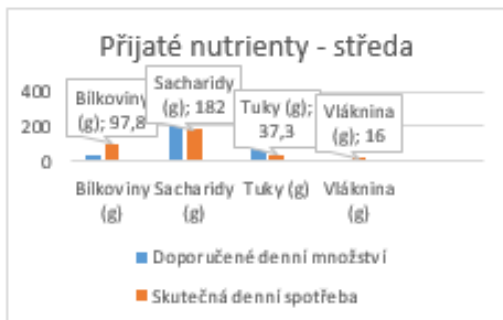 Přijaté nutrienty - středa
400
200
0
Bílkoviny
(g); 97,8
Sacharidy
(g); 182
Tuky (g);
37,3
Vláknina
(g); 16
Bílkoviny
(g)
Sacharidy
(g)
Tuky (g)
Vláknina
(g)
Doporučené denní množství
Skutečná denní spotřeba